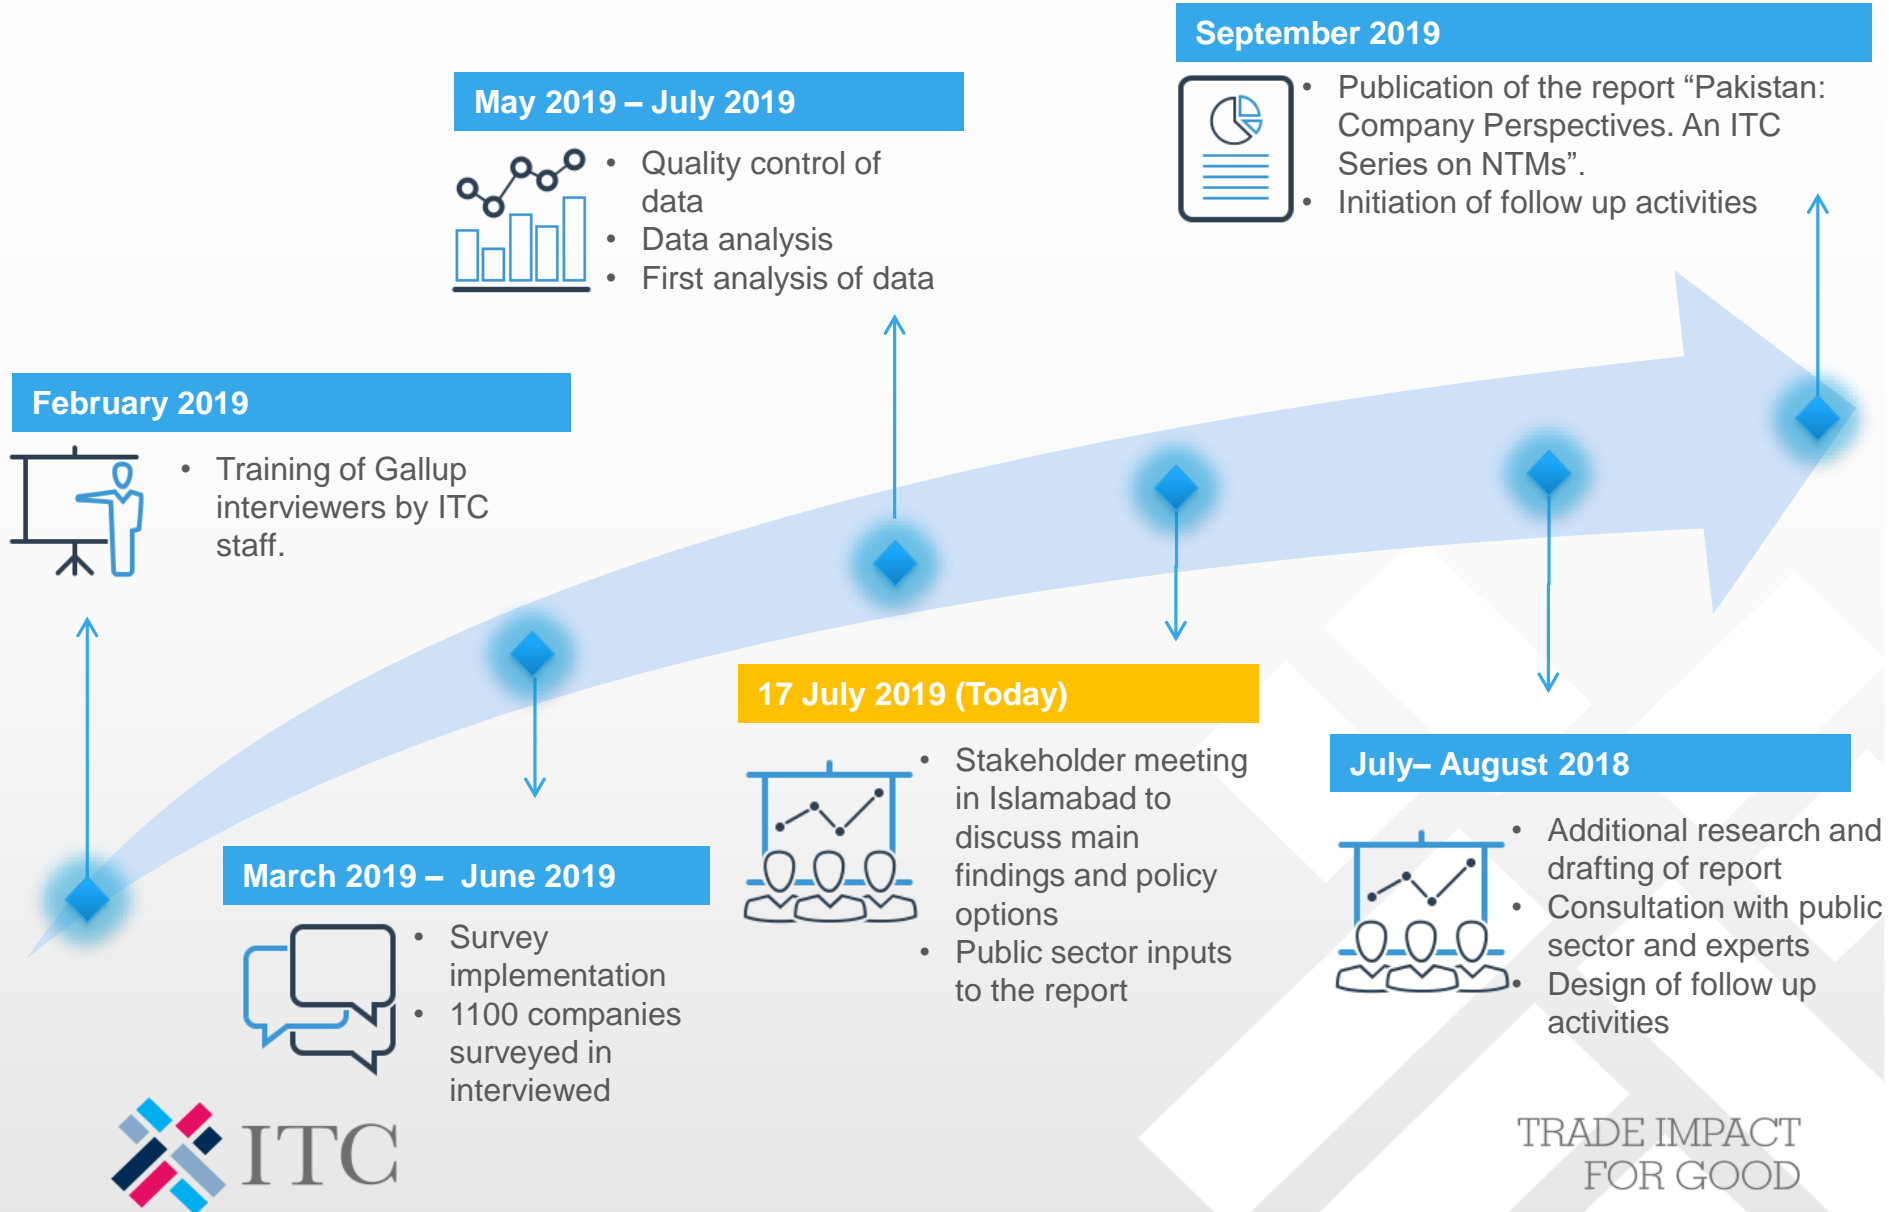 September 2019
• Publication of the report “Pakistan:
Company Perspectives. An ITC
Series on NTMs”.
• Initiation of follow up activities
May 2019 – July 2019
• Quality control of
data
• Data analysis
• First analysis of data
February 2019
• Training of Gallup
interviewers by ITC
staff.
17 July 2019 (Today)
• Stakeholder meeting
in Islamabad to
discuss main
findings and policy
options
• Public sector inputs
to the report
July– August 2018
• Additional research and
drafting of report
• Consultation with public
sector and experts
• Design of follow up
activities
March 2019 – June 2019
• Survey
implementation
• 1100 companies
surveyed in
interviewed
ITC
TRADE IMPACT
FOR GOOD